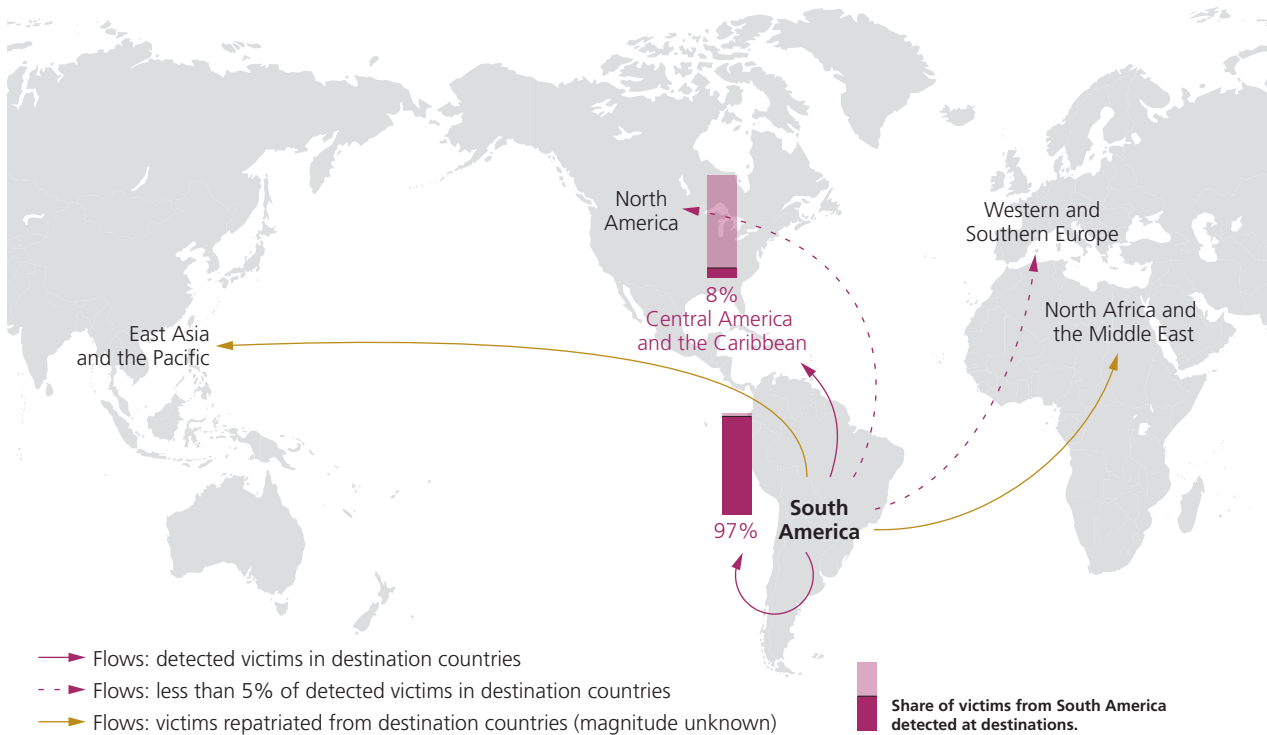 North
America
Western and
Southern Europe
8%
Central America
and the Caribbean
North Africa and
the Middle East
East Asia
and the Pacific
South
America
97%
Flows: detected victims in destination countries
Flows: less than 5% of detected victims in destination countries
Flows: victims repatriated from destination countries (magnitude unknown)
Share of victims from South America
detected at destinations.